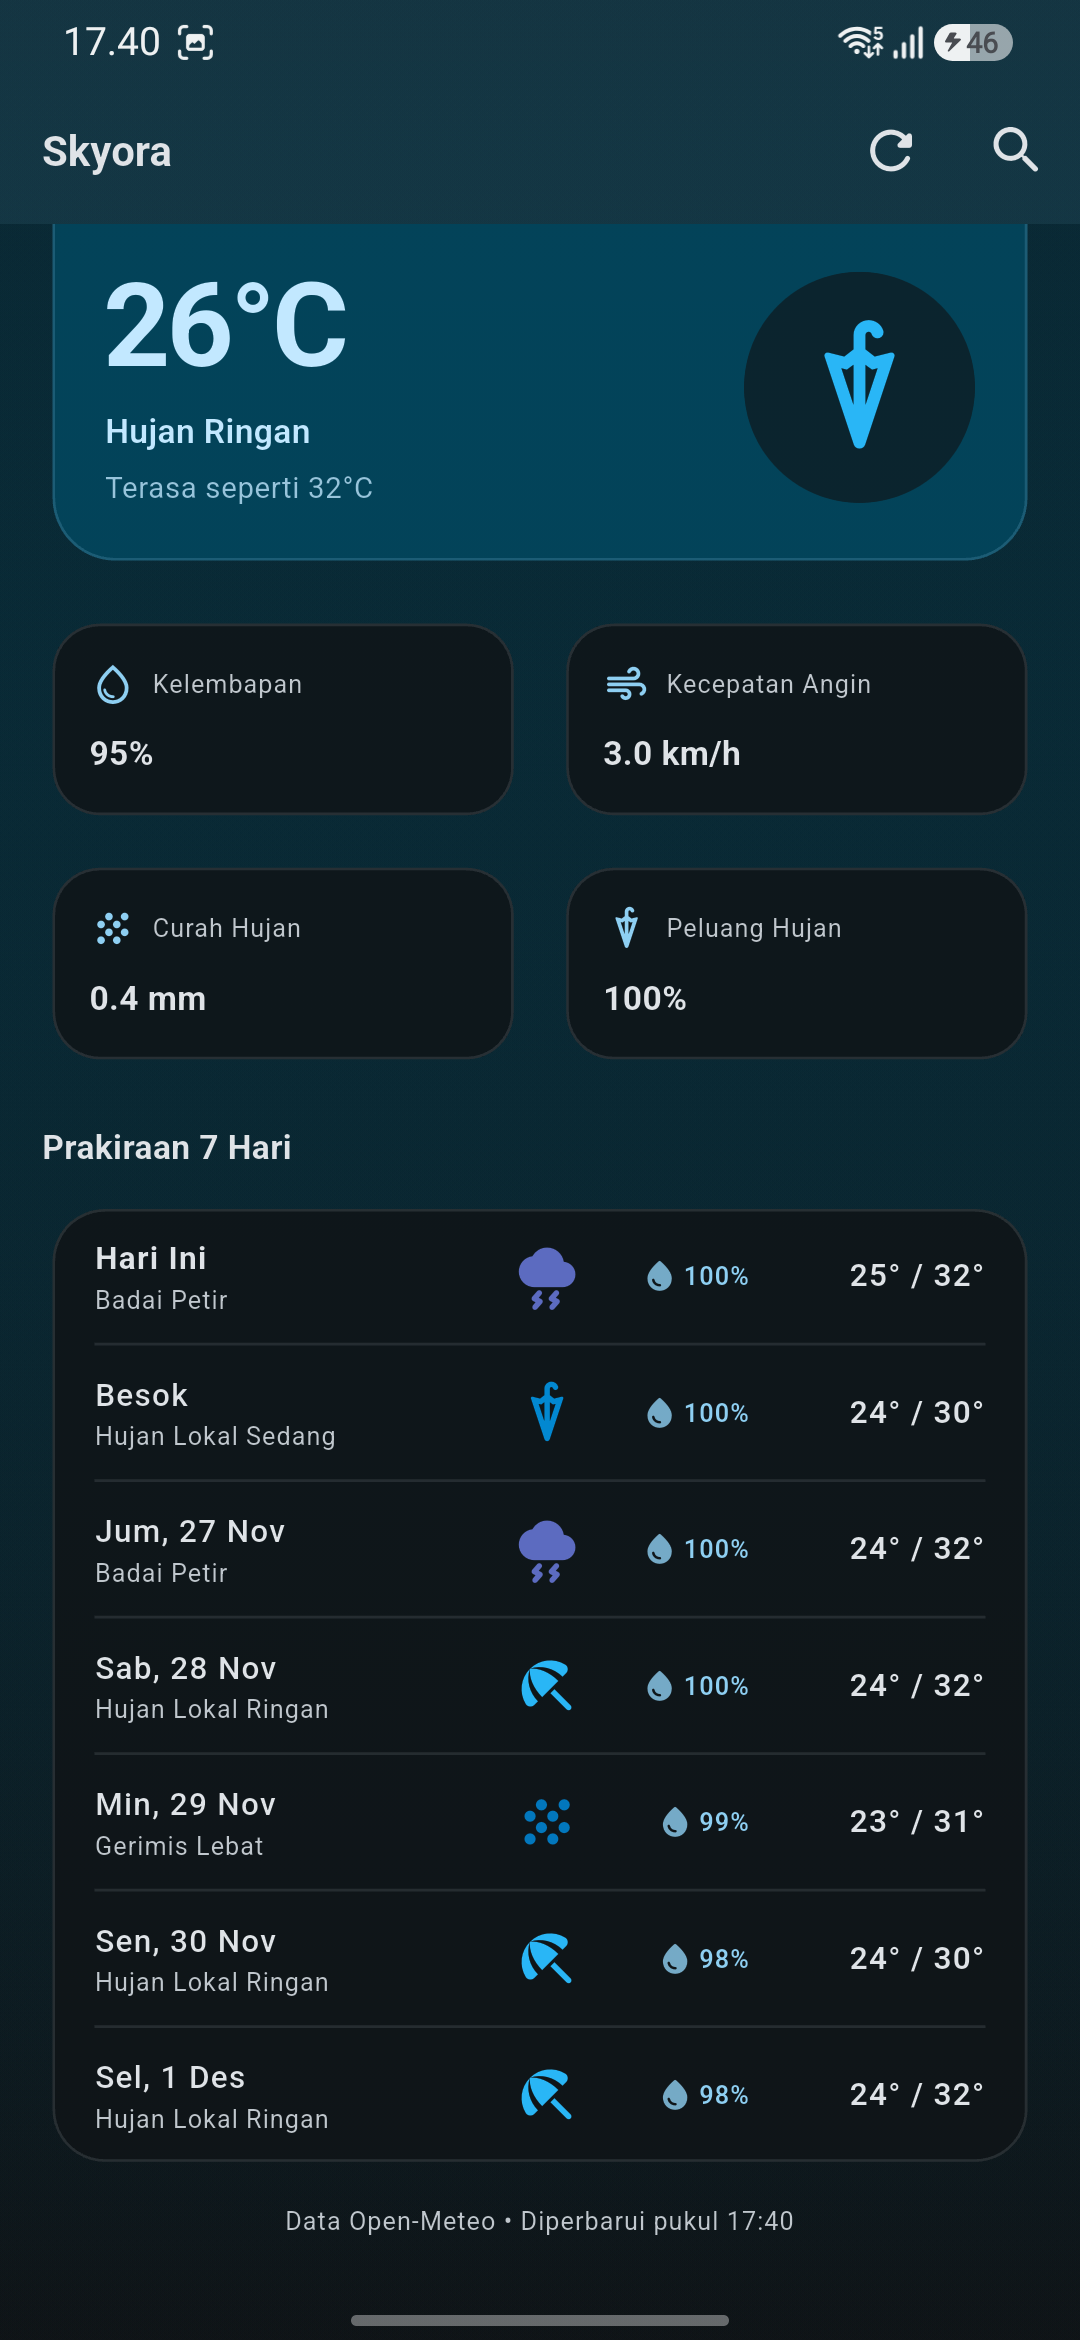 17.40
5
46
Skyora
26°C
Hujan Ringan
Terasa seperti 32°C
Kelembapan
95%
Kecepatan Angin
3.0 km/h
Curah Hujan
0.4 mm
Peluang Hujan
100%
Prakiraan 7 Hari
Hari Ini
Badai Petir
100%
25° / 32°
Besok
Hujan Lokal Sedang
100%
24° / 30°
Jum, 27 Nov
Badai Petir
100%
24° / 32°
Sab, 28 Nov
Hujan Lokal Ringan
100%
24° / 32°
Min, 29 Nov
Gerimis Lebat
99%
23° / 31°
Sen, 30 Nov
Hujan Lokal Ringan
98%
24° / 30°
Sel, 1 Des
Hujan Lokal Ringan
98%
24° / 32°
Data Open-Meteo • Diperbarui pukul 17:40